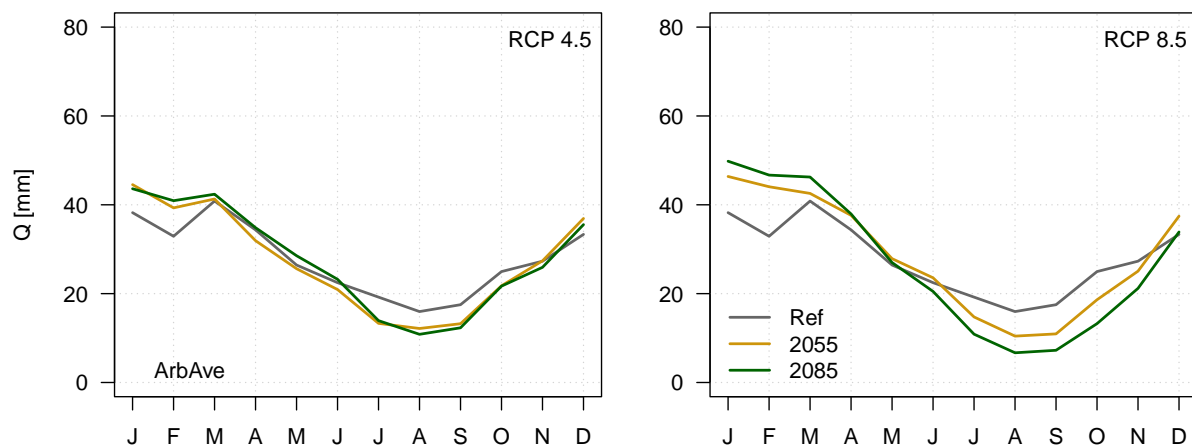 RCP 4.5
80
60
40
20
0
Q [mm]
ArbAve
J F M A M J J A S O N D
RCP 8.5
80
60
40
20
0
Ref
2055
2085
J F M A M J J A S O N D